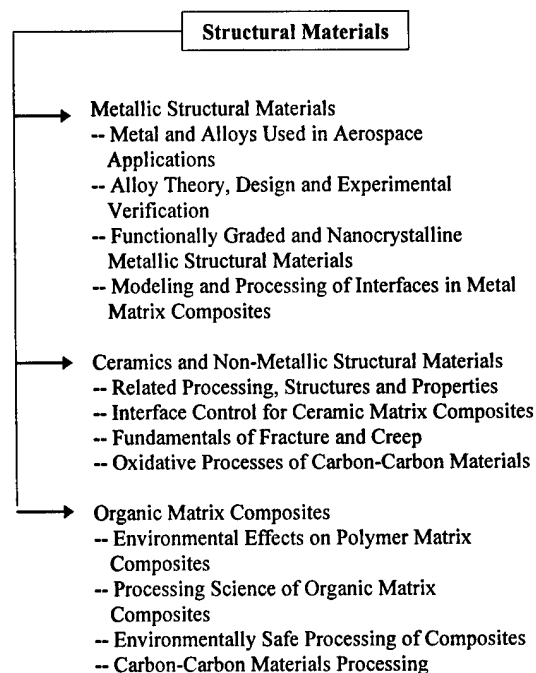 Structural Materials
Metallic Structural Materials
-- Metal and Alloys Used in Aerospace
Applications
-- Alloy Theory, Design and Experimental
Verification
-- Functionally Graded and Nanocrystalline
Metallic Structural Materials
-- Modeling and Processing of Interfaces in Metal
Matrix Composites
Ceramics and Non-Metallic Structural Materials
-- Related Processing, Structures and Properties
-- Interface Control for Ceramic Matrix Composites
-- Fundamentals of Fracture and Creep
-- Oxidative Processes of Carbon-Carbon Materials
Organic Matrix Composites
-- Environmental Effects on Polymer Matrix
Composites
-- Processing Science of Organic Matrix
Composites
-- Environmentally Safe Processing of Composites
-- Carbon-Carbon Materials Processing